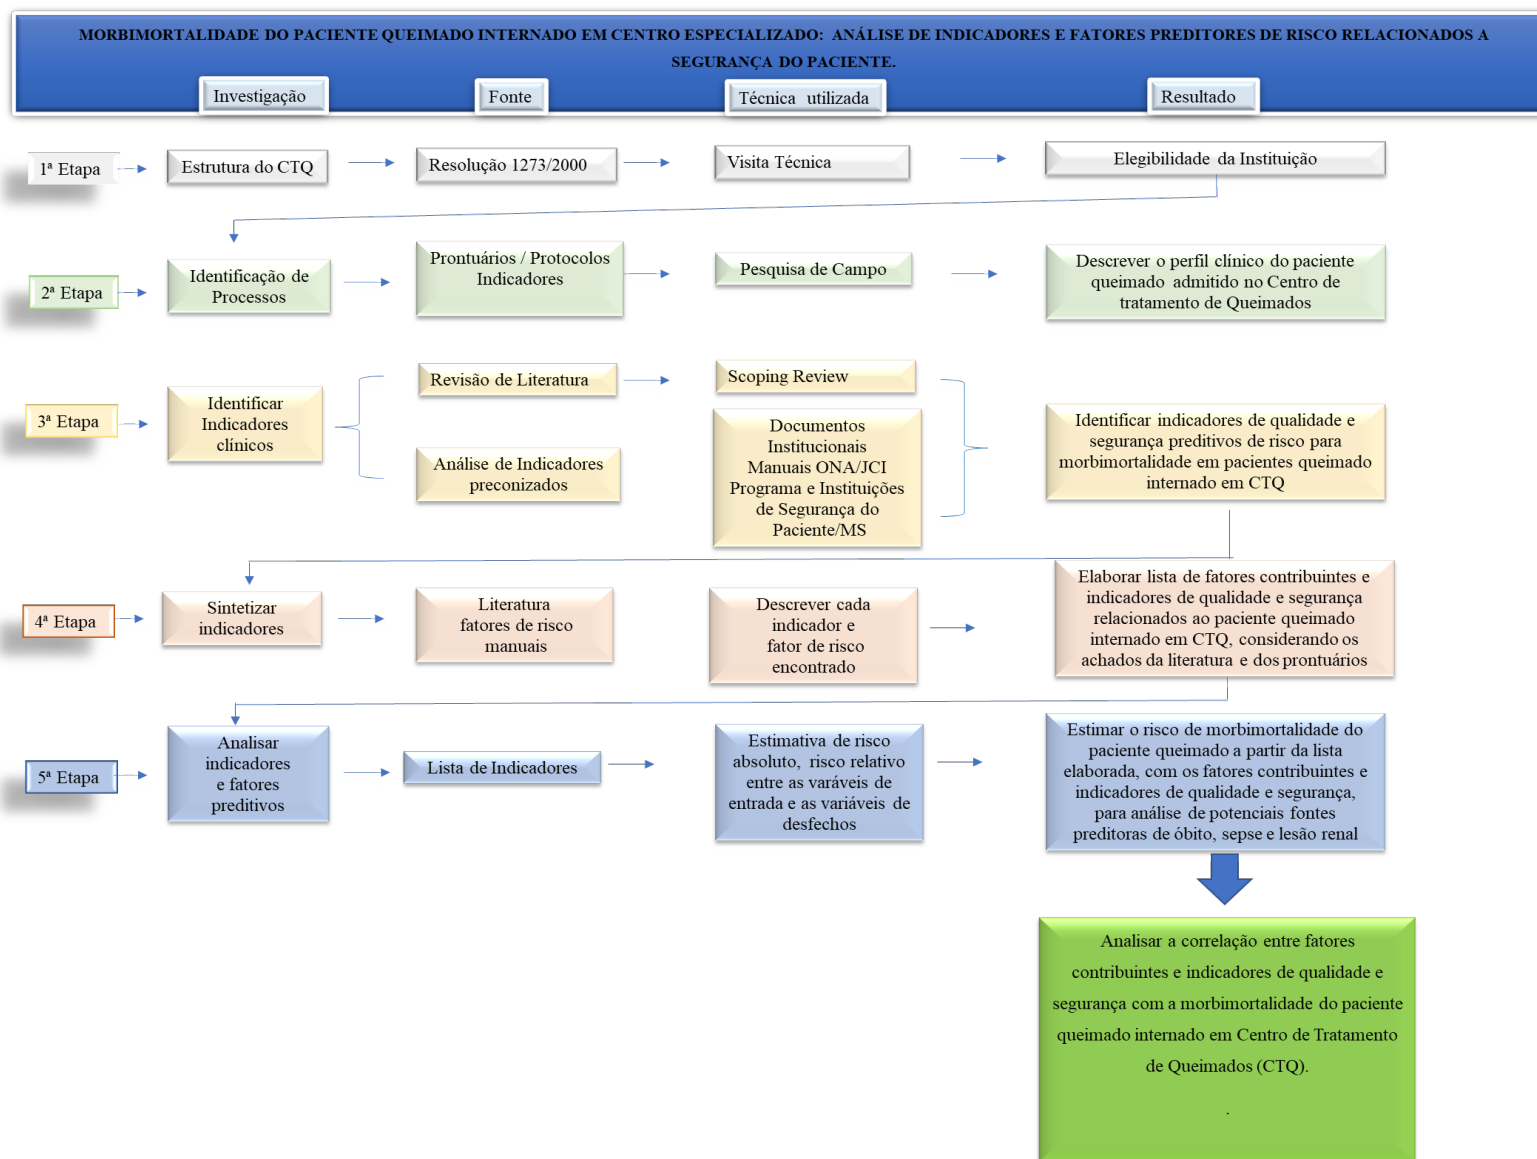 MORBIMORTALIDADE DO PACIENTE QUEIMADO INTERNADO EM CENTRO ESPECIALIZADO: ANÁLISE DE INDICADORES E FATORES PREDITORES DE RISCO RELACIONADOS A
SEGURANÇA DO PACIENTE.
Investigação
Fonte
Técnica utilizada
Resultado
1ª Etapa
Estrutura do CTQ
Resolução 1273/2000
Visita Técnica
Elegibilidade da Instituição
2ª Etapa
Identificação de
Processos
Prontuários / Protocolos
Indicadores
Pesquisa de Campo
Descrever o perfil clínico do paciente
queimado admitido no Centro de
tratamento de Queimados
3ª Etapa
Identificar
Indicadores
clínicos
Revisão de Literatura
Scoping Review
Análise de Indicadores
preconizados
Documentos
Institucionais
Manuais ONA/JCI
Programa e Instituições
de Segurança do
Paciente/MS
Identificar indicadores de qualidade e
segurança preditivos de risco para
morbimortalidade em pacientes queimado
internado em CTQ
4ª Etapa
Sintetizar
indicadores
Literatura
fatores de risco
manuais
Descrever cada
indicador e
fator de risco
encontrado
Elaborar lista de fatores contribuintes e
indicadores de qualidade e segurança
relacionados ao paciente queimado
internado em CTQ, considerando os
achados da literatura e dos prontuários
5ª Etapa
Analisar
indicadores
e fatores
preditivos
Lista de Indicadores
Estimativa de risco
absoluto, risco relativo
entre as varáveis de
entrada e as variáveis de
desfechos
Estimar o risco de morbimortalidade do
paciente queimado a partir da lista
elaborada, com os fatores contribuintes e
indicadores de qualidade e segurança,
para análise de potenciais fontes
preditoras de óbito, sepse e lesão renal
Analisar a correlação entre fatores
contribuintes e indicadores de qualidade e
segurança com a morbimortalidade do paciente
queimado internado em Centro de Tratamento
de Queimados (CTQ).
.